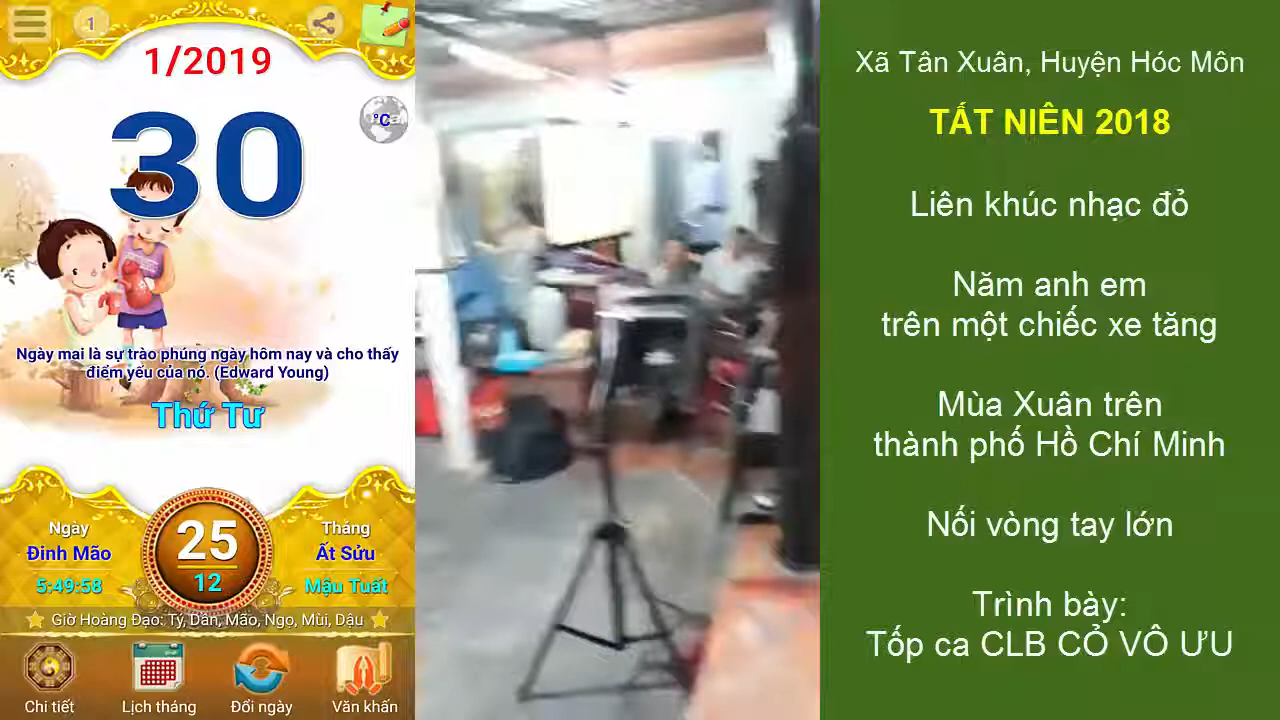 1
1/2019
°C
30
Ngày mai là sự trào phúng ngày hôm nay và cho thấy
điểm yếu của nó. (Edward Young)
Thứ Tư
Ngày
Đinh Mão
5:49:58
25
12
Tháng
Ất Sửu
Mậu Tuất
Giờ Hoàng Đạo: Tý, Dần, Mão, Ngọ, Mùi, Dậu
Chi tiết
Lịch tháng
Đổi ngày
Văn khấn
Xã Tân Xuân, Huyện Hóc Môn
TẤT NIÊN 2018
Liên khúc nhạc đỏ
Năm anh em
trên một chiếc xe tăng
Mùa Xuân trên
thành phố Hồ Chí Minh
Nối vòng tay lớn
Trình bày:
Tốp ca CLB CỎ VÔ ƯU